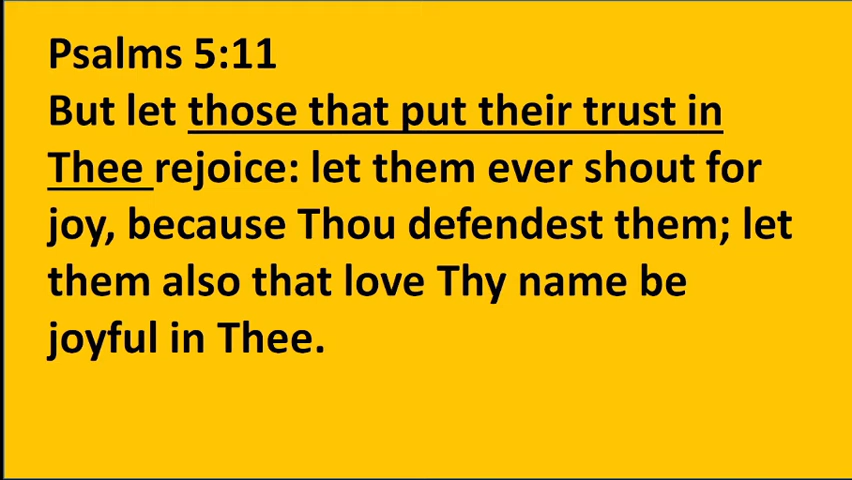 Psalms 5:11
But let those that put their trust in
Thee rejoice: let them ever shout for
joy, because Thou defendest them; let
them also that love Thy name be
joyful in Thee.